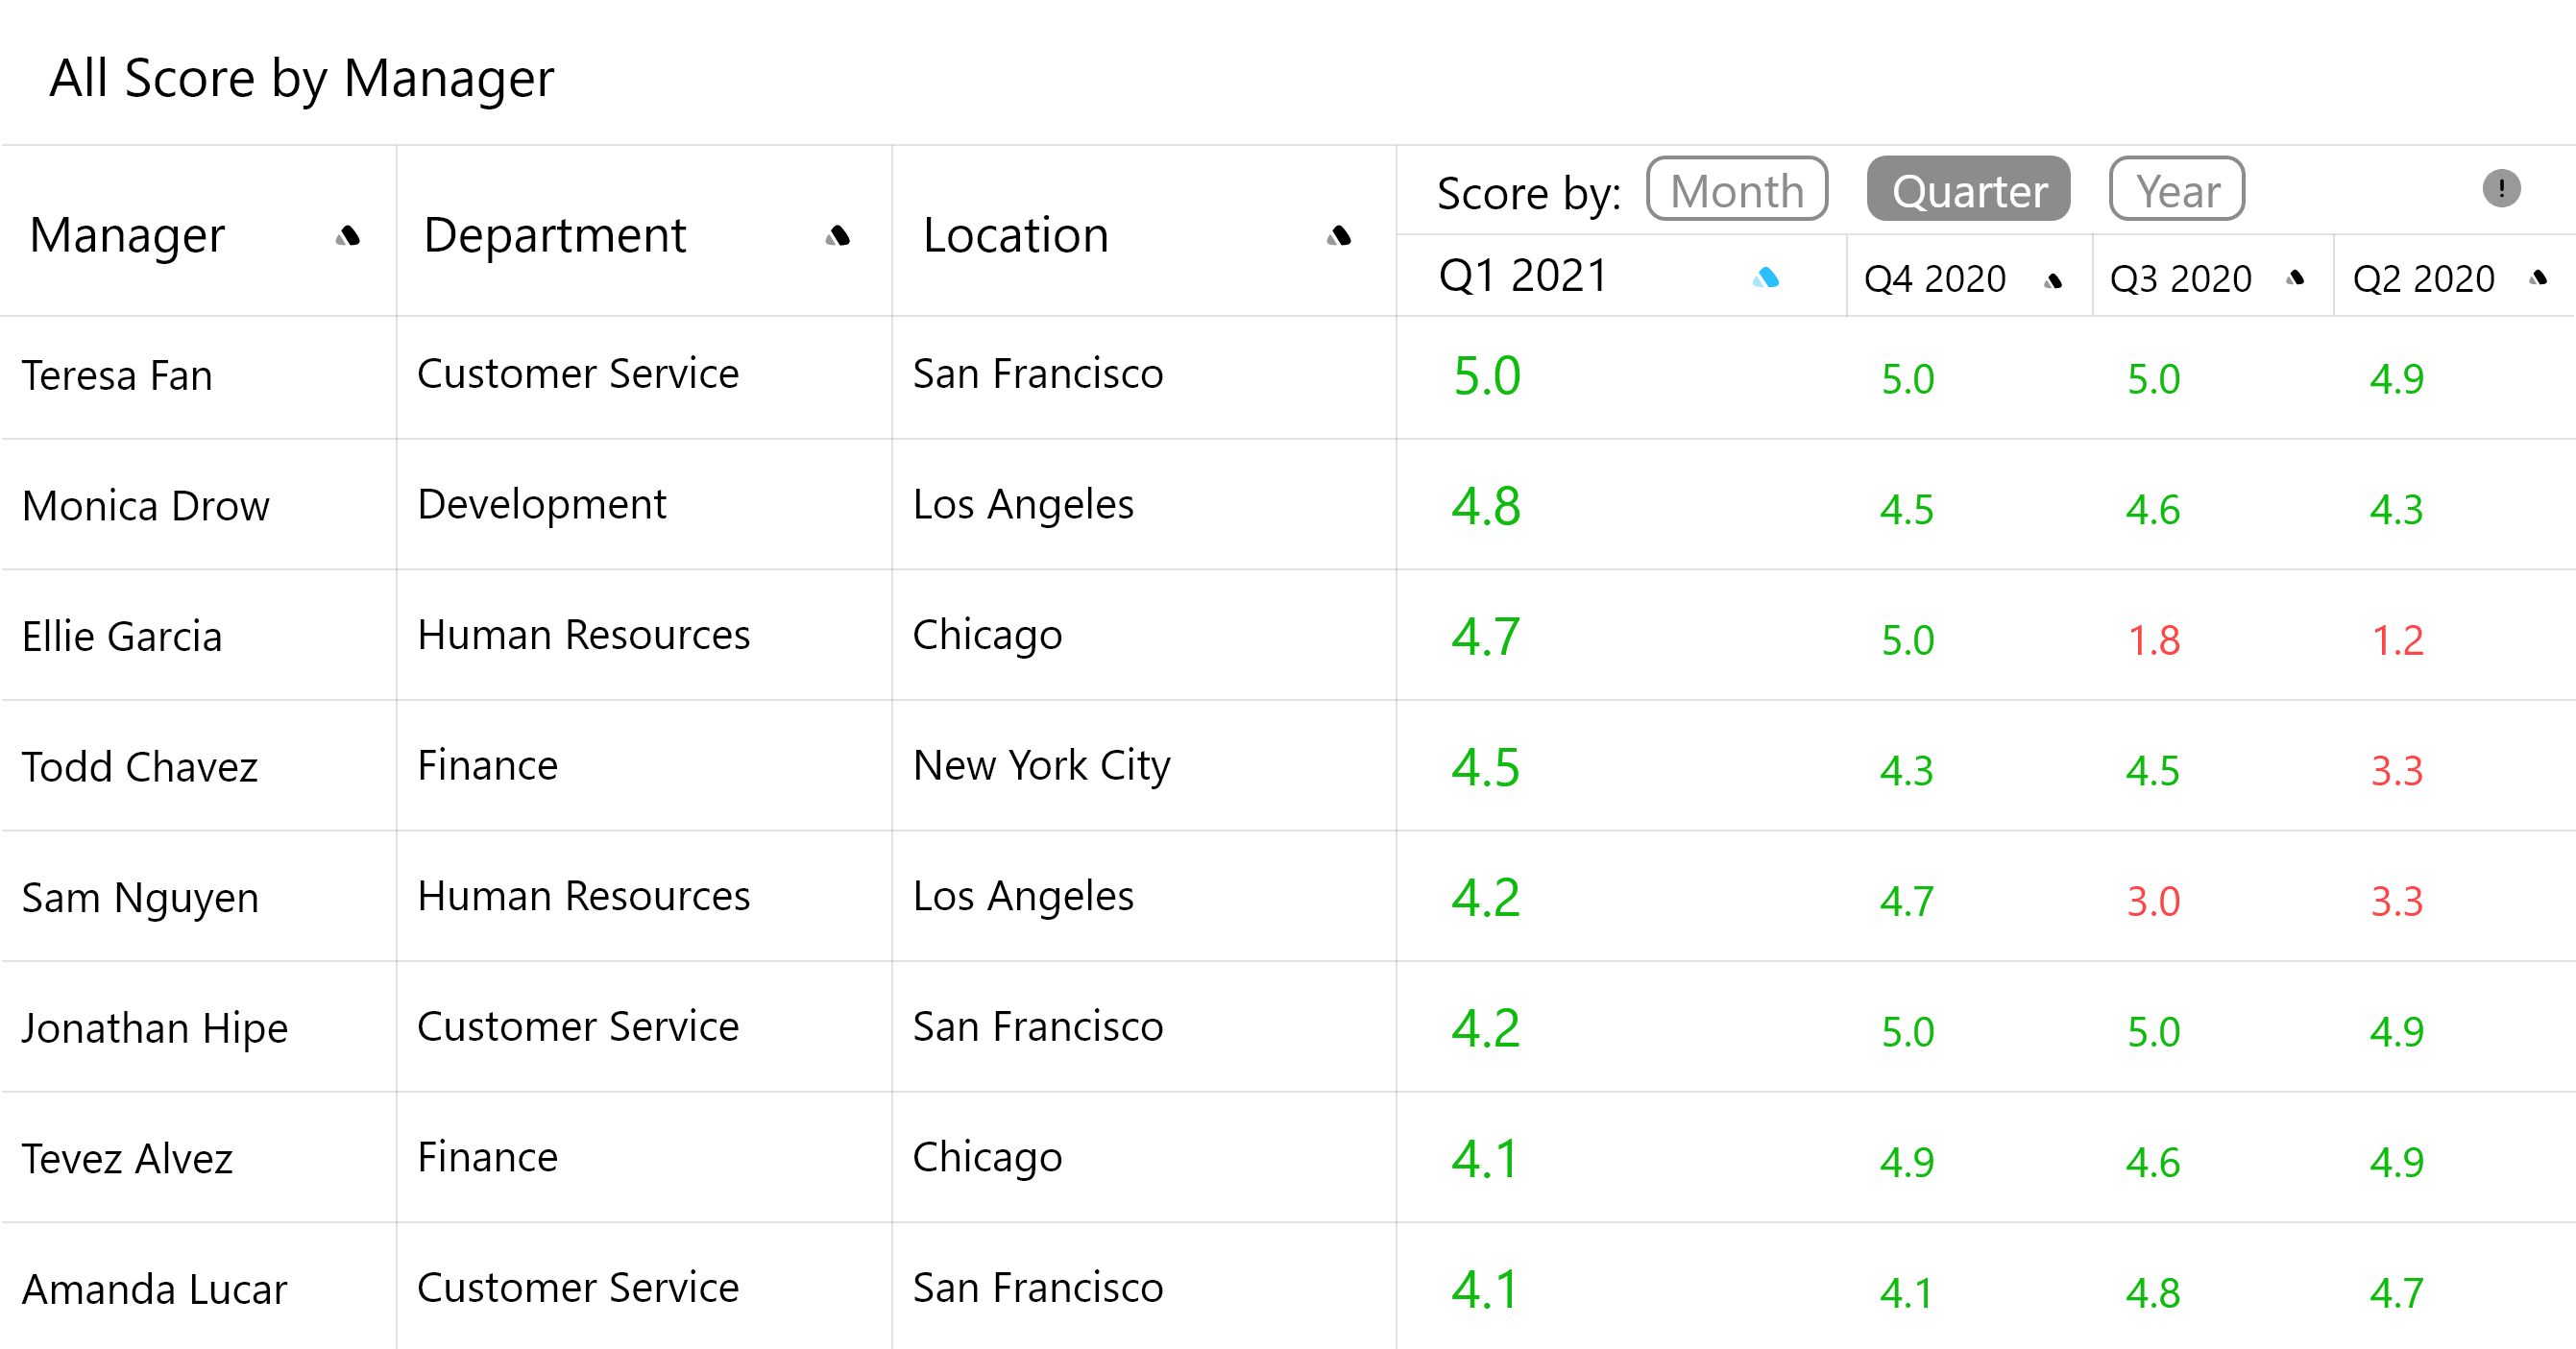 All Score by Manager
Manager Department Location Score by: Month Quarter Year !
Q1 2021 Q4 2020 Q3 2020 Q2 2020
Teresa Fan Customer Service San Francisco 5.0 5.0 5.0 4.9
Monica Drow Development Los Angeles 4.8 4.5 4.6 4.3
Ellie Garcia Human Resources Chicago 4.7 5.0 1.8 1.2
Todd Chavez Finance New York City 4.5 4.3 4.5 3.3
Sam Nguyen Human Resources Los Angeles 4.2 4.7 3.0 3.3
Jonathan Hipe Customer Service San Francisco 4.2 5.0 5.0 4.9
Tevez Alvez Finance Chicago 4.1 4.9 4.6 4.9
Amanda Lucar Customer Service San Francisco 4.1 4.1 4.8 4.7